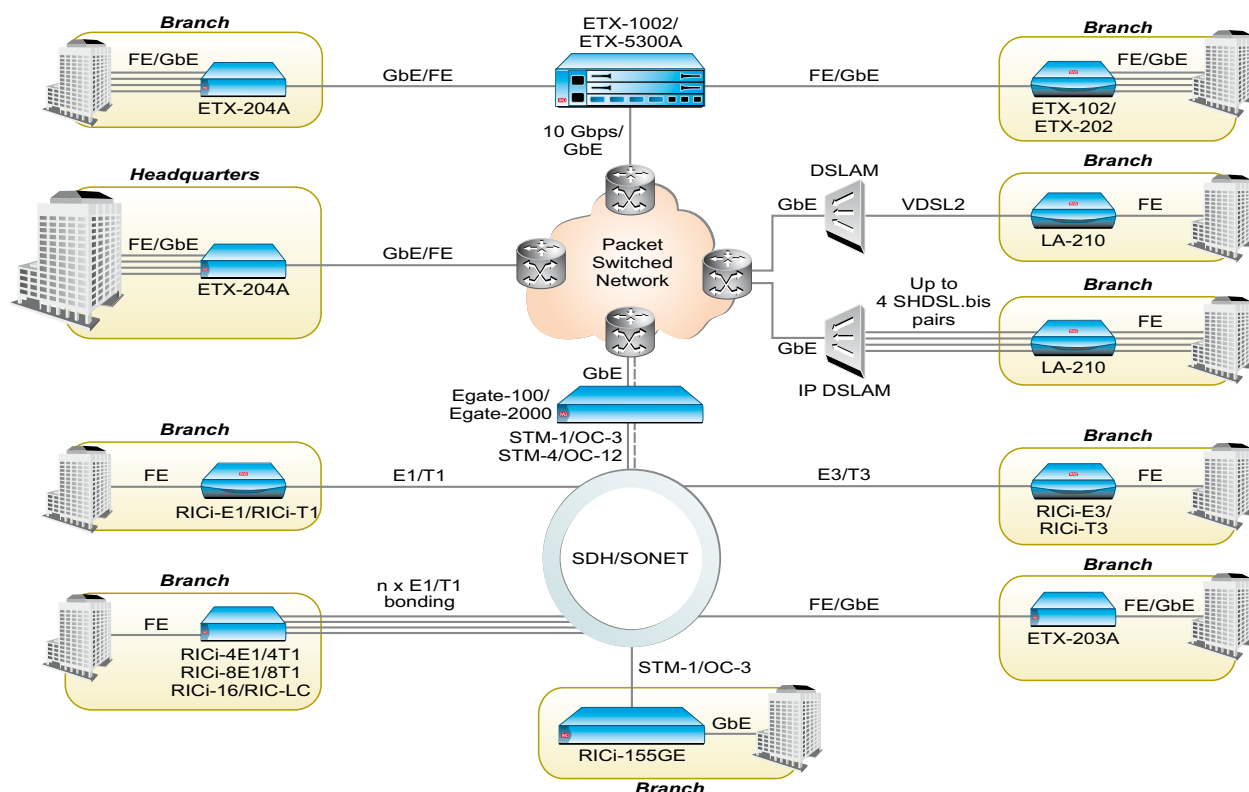 Branch
FE/GbE
ETX-204A
GbE/FE
ETX-1002/
ETX-5300A
FE/GbE
Branch
FE/GbE
ETX-102/
ETX-202
10 Gbps/
GbE
Headquarters
FE/GbE
ETX-204A
GbE/FE
Packet
Switched
Network
GbE
DSLAM
VDSL2
Branch
FE
LA-210
GbE
IP DSLAM
Up to
4 SHDSL.bis
pairs
Branch
FE
LA-210
GbE
Egate-100/
Egate-2000
STM-1/OC-3
STM-4/OC-12
Branch
FE
RICi-E1/RICi-T1
E1/T1
E3/T3
Branch
FE
RICi-E3/
RICi-T3
SDH/SONET
Branch
FE
RICi-4E1/4T1
RICi-8E1/8T1
RICi-16/RIC-LC
n x E1/T1
bonding
FE/GbE
Branch
FE/GbE
ETX-203A
STM-1/OC-3
GbE
RICi-155GE
Branch